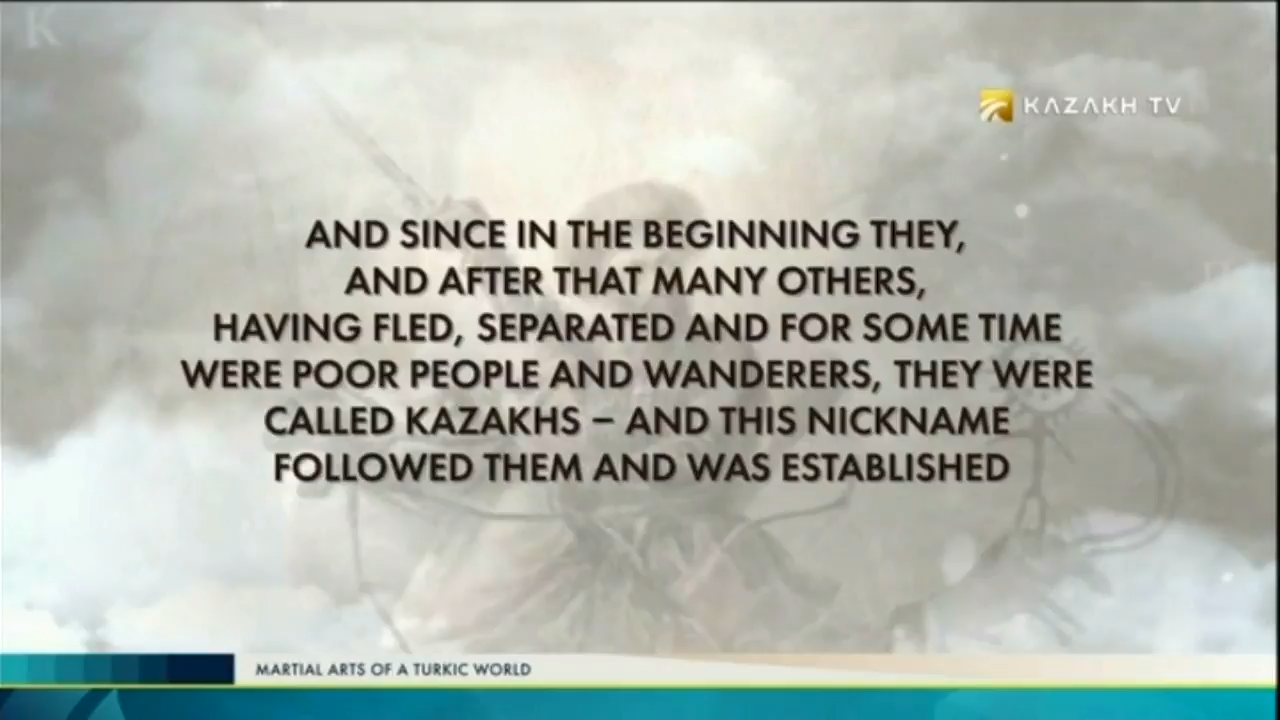 KAZAKH TV
AND SINCE IN THE BEGINNING THEY,
AND AFTER THAT MANY OTHERS,
HAVING FLED, SEPARATED AND FOR SOME TIME
WERE POOR PEOPLE AND WANDERERS, THEY WERE
CALLED KAZAKHS – AND THIS NICKNAME
FOLLOWED THEM AND WAS ESTABLISHED
MARTIAL ARTS OF A TURKIC WORLD